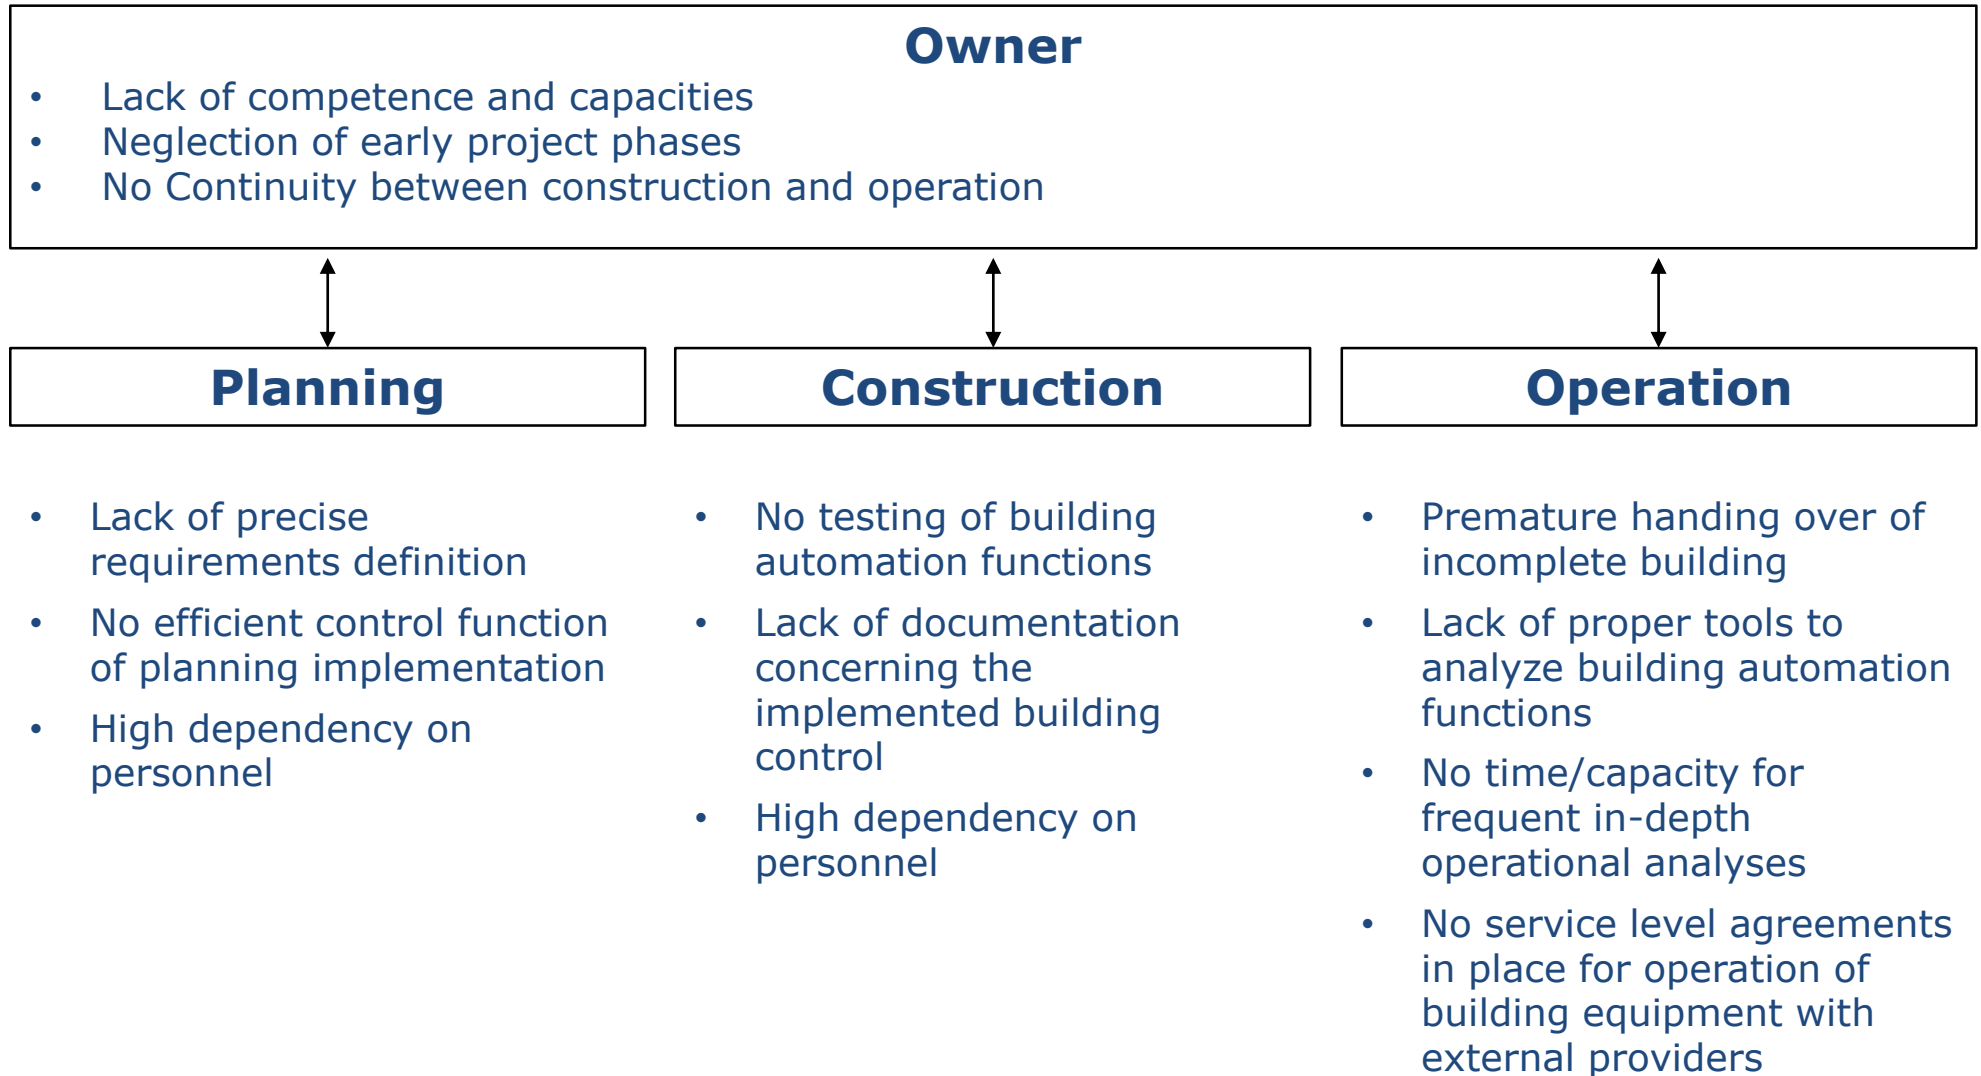 Owner
• Lack of competence and capacities
• Neglection of early project phases
• No Continuity between construction and operation
Planning
• Lack of precise
requirements definition
• No efficient control function
of planning implementation
• High dependency on
personnel
Construction
• No testing of building
automation functions
• Lack of documentation
concerning the
implemented building
control
• High dependency on
personnel
Operation
• Premature handing over of
incomplete building
• Lack of proper tools to
analyze building automation
functions
• No time/capacity for
frequent in-depth
operational analyses
• No service level agreements
in place for operation of
building equipment with
external providers